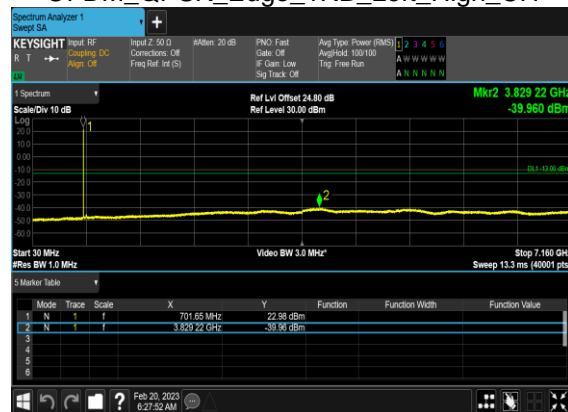 Spectrum Analyzer 1
Swept SA
+
KEYSIGHT
R T
LW
Input: RF
Coupling: DC
Align: Off
Input Z: 50 Ω
Corrections: Off
Freq Ref: Int (S)
#Atten: 20 dB
PNO: Fast
Gate: Off
IF Gain: Low
Sig Track: Off
Avg Type: Power (RMS)
Avg|Hold: 100/100
Trig: Free Run
1 2 3 4 5 6
A W W W W W
A N N N N N
1 Spectrum
Scale/Div 10 dB
Ref Lvl Offset 24.80 dB
Ref Level 30.00 dBm
Mkr2 3.829 22 GHz
-39.960 dBm
Log
20.0
10.0
0.00
-10.0
-20.0
-30.0
-40.0
-50.0
-60.0
1
2
DL1 -13.00 dBm
Start 30 MHz
#Res BW 1.0 MHz
Video BW 3.0 MHz*
Stop 7.160 GH
Sweep 13.3 ms (40001 pts
5 Marker Table
Mode Trace Scale X Y Function Function Width Function Value
1 N 1 f 701.65 MHz 22.98 dBm
2 N 1 f 3.829 22 GHz -39.96 dBm
3
4
5
6
?
Feb 20, 2023
6:27:52 AM